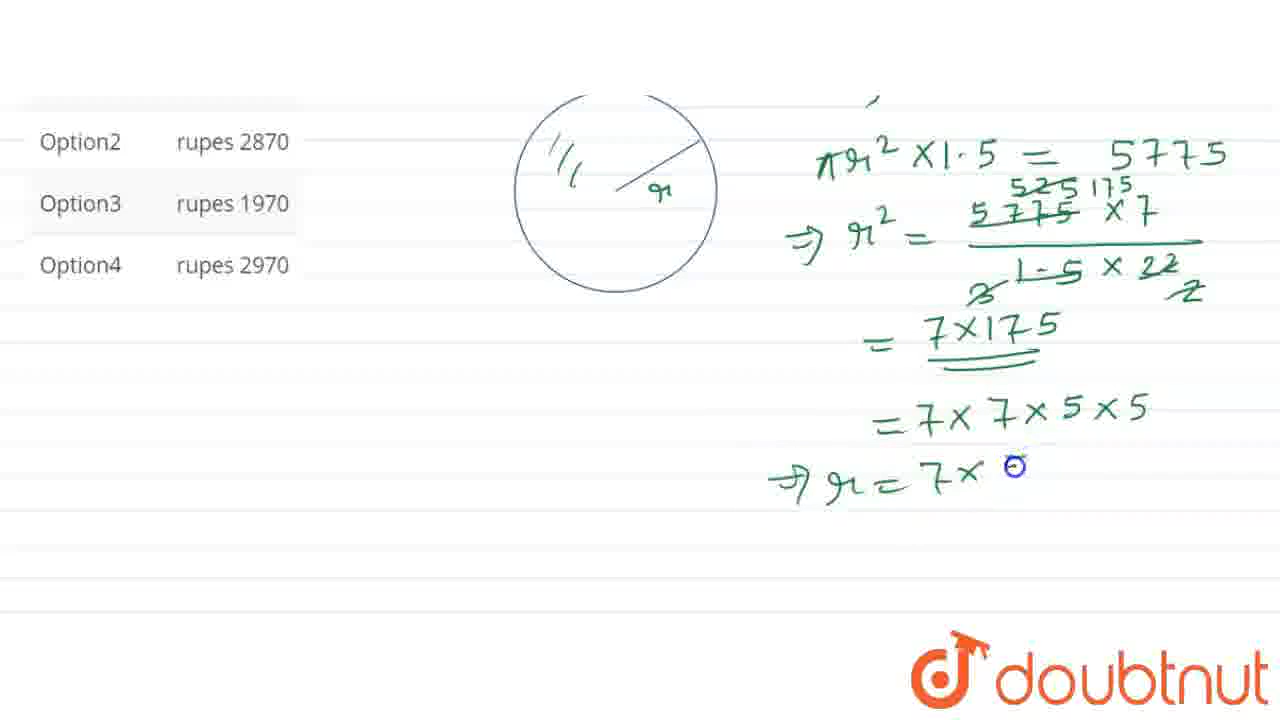 Option2 rupes 2870
Option3 rupes 1970
Option4 rupes 2970
r
πr² × 1.5 = 5775
525 175
⇒ r² = 5775 × 7
1.5 × 22
3 2
= 7 × 175
= 7 × 7 × 5 × 5
⇒ r = 7 ×
doubtnut